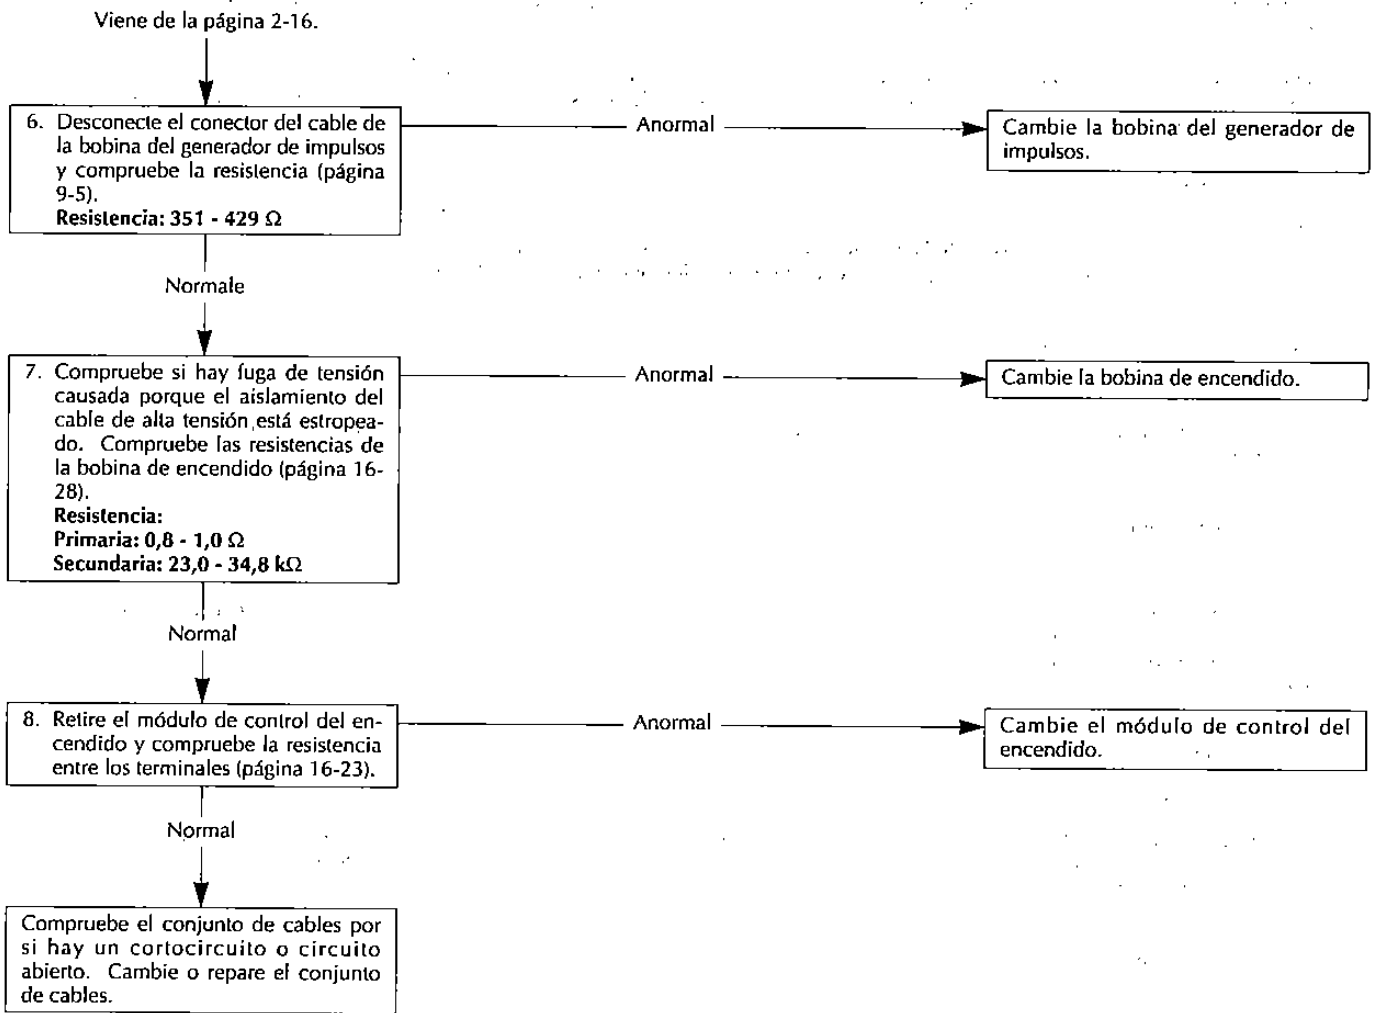 Viene de la página 2-16.
6. Desconecte el conector del cable de
la bobina del generador de impulsos
y compruebe la resistencia (página
9-5).
Resistencia: 351 - 429 Ω
Anormal
Cambie la bobina del generador de
impulsos.
Normale
7. Compruebe si hay fuga de tensión
causada porque el aislamiento del
cable de alta tensión está estropea-
do. Compruebe las resistencias de
la bobina de encendido (página 16-
28).
Resistencia:
Primaria: 0,8 - 1,0 Ω
Secundaria: 23,0 - 34,8 kΩ
Anormal
Cambie la bobina de encendido.
Normal
8. Retire el módulo de control del en-
cendido y compruebe la resistencia
entre los terminales (página 16-23).
Anormal
Cambie el módulo de control del
encendido.
Normal
Compruebe el conjunto de cables por
si hay un cortocircuito o circuito
abierto. Cambie o repare el conjunto
de cables.